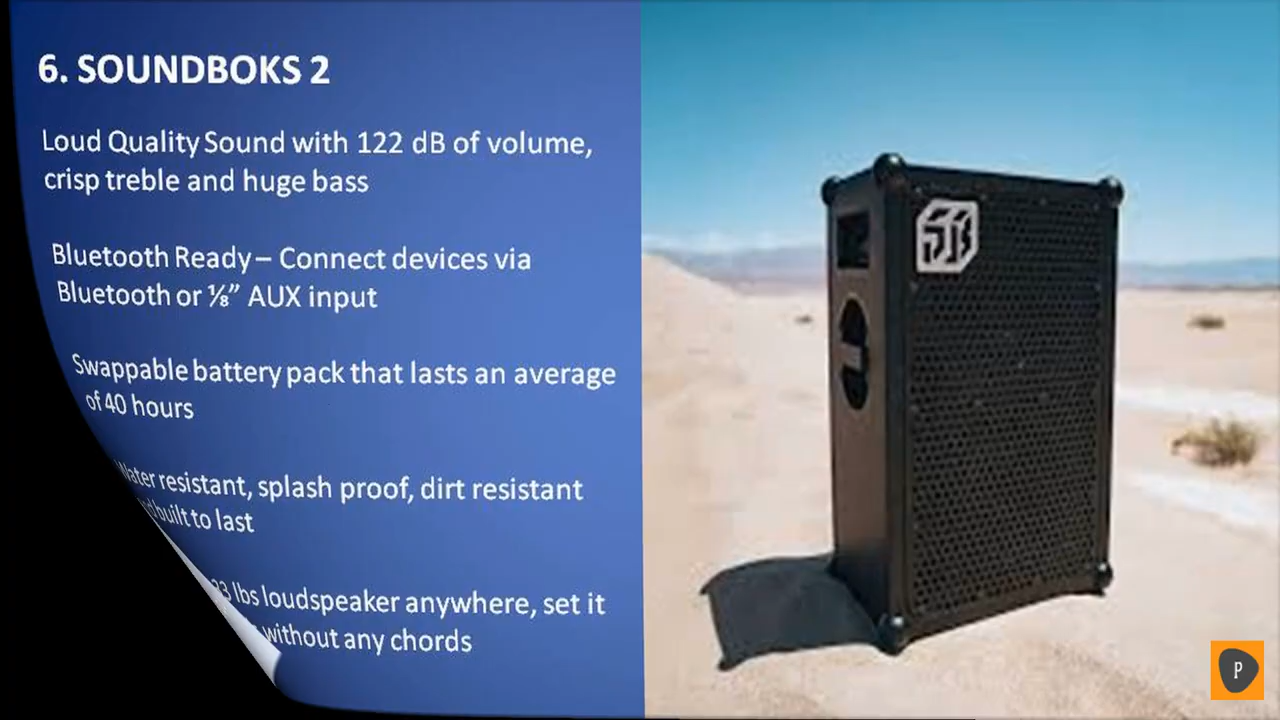 6. SOUNDBOKS 2
Loud Quality Sound with 122 dB of volume,
crisp treble and huge bass
Bluetooth Ready – Connect devices via
Bluetooth or ⅛” AUX input
Swappable battery pack that lasts an average
of 40 hours
Water resistant, splash proof, dirt resistant
built to last
lbs loudspeaker anywhere, set it
without any chords
P